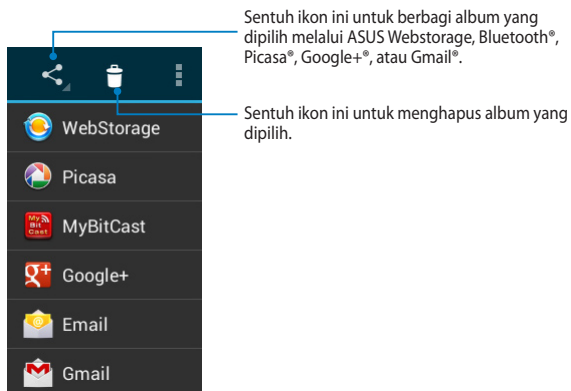 Sentuh ikon ini untuk berbagi album yang
dipilih melalui ASUS Webstorage, Bluetooth®,
Picasa®, Google+®, atau Gmail®.
Sentuh ikon ini untuk menghapus album yang
dipilih.
WebStorage
Picasa
My
Bit
Cast
MyBitCast
g+
Google+
Email
Gmail